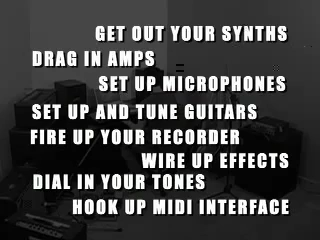 GET OUT YOUR SYNTHS
DRAG IN AMPS
SET UP MICROPHONES
SET UP AND TUNE GUITARS
FIRE UP YOUR RECORDER
WIRE UP EFFECTS
DIAL IN YOUR TONES
HOOK UP MIDI INTERFACE